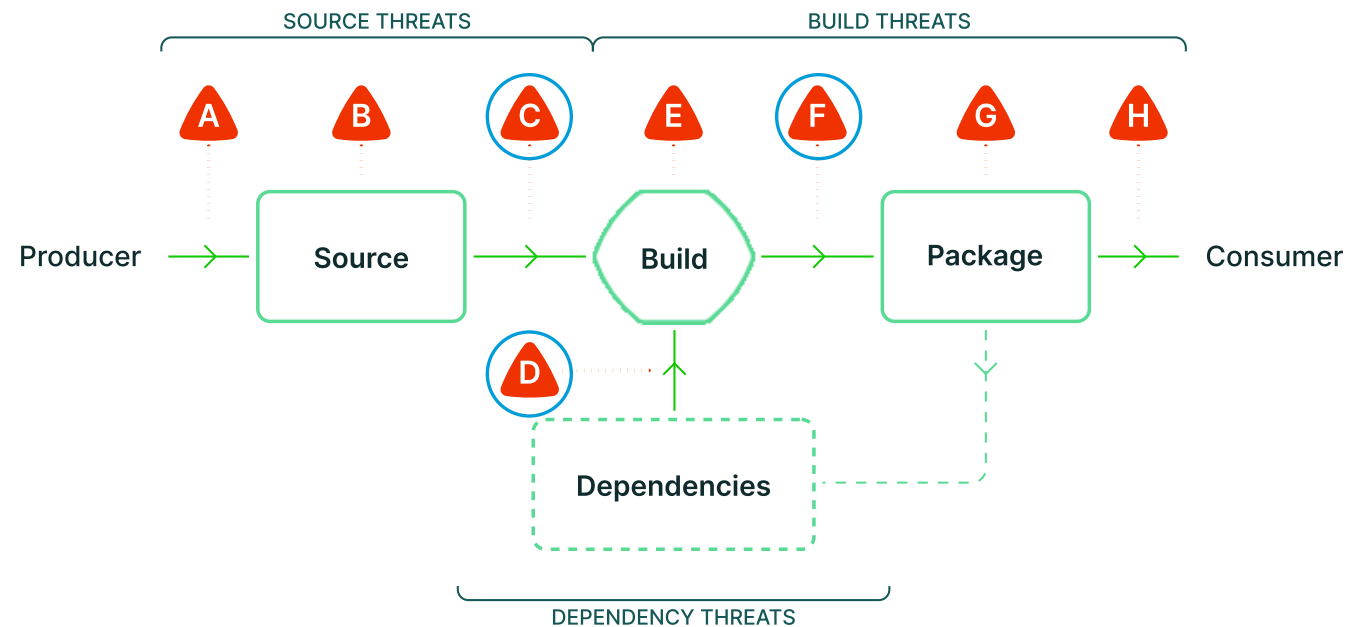 SOURCE THREATS
BUILD THREATS
A
B
C
E
F
G
H
Producer
Source
Build
Package
Consumer
D
Dependencies
DEPENDENCY THREATS